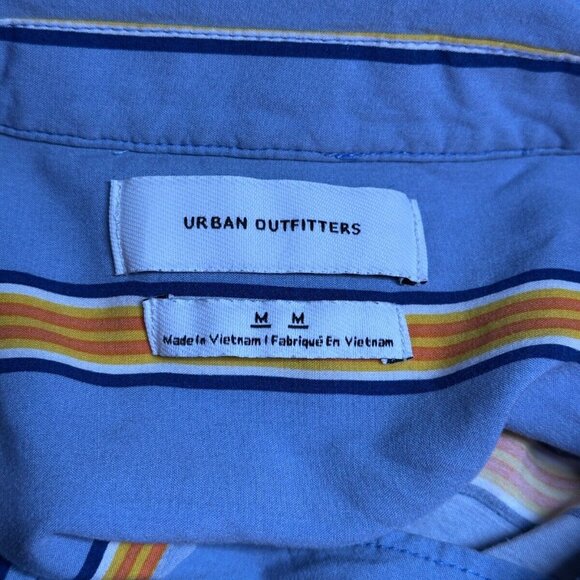 URBAN OUTFITTERS
M M
Made In Vietnam / Fabriqué En Vietnam